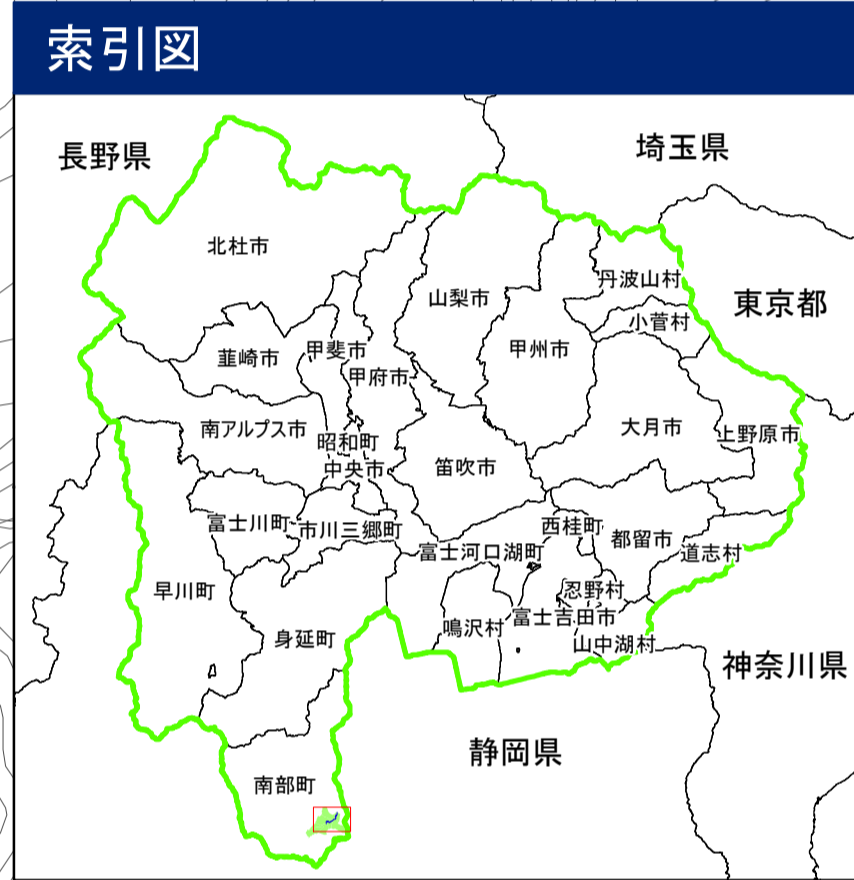 索引図
長野県
埼玉県
北杜市
丹波山村
山梨市
東京都
小菅村
甲斐市
甲州市
韮崎市
甲府市
南アルプス市
大月市
上野原市
昭和町
中央市
笛吹市
富士川町
市川三郷町
西桂町
都留市
富士河口湖町
道志村
早川町
忍野村
富士吉田市
鳴沢村
身延町
山中湖村
神奈川県
静岡県
南部町